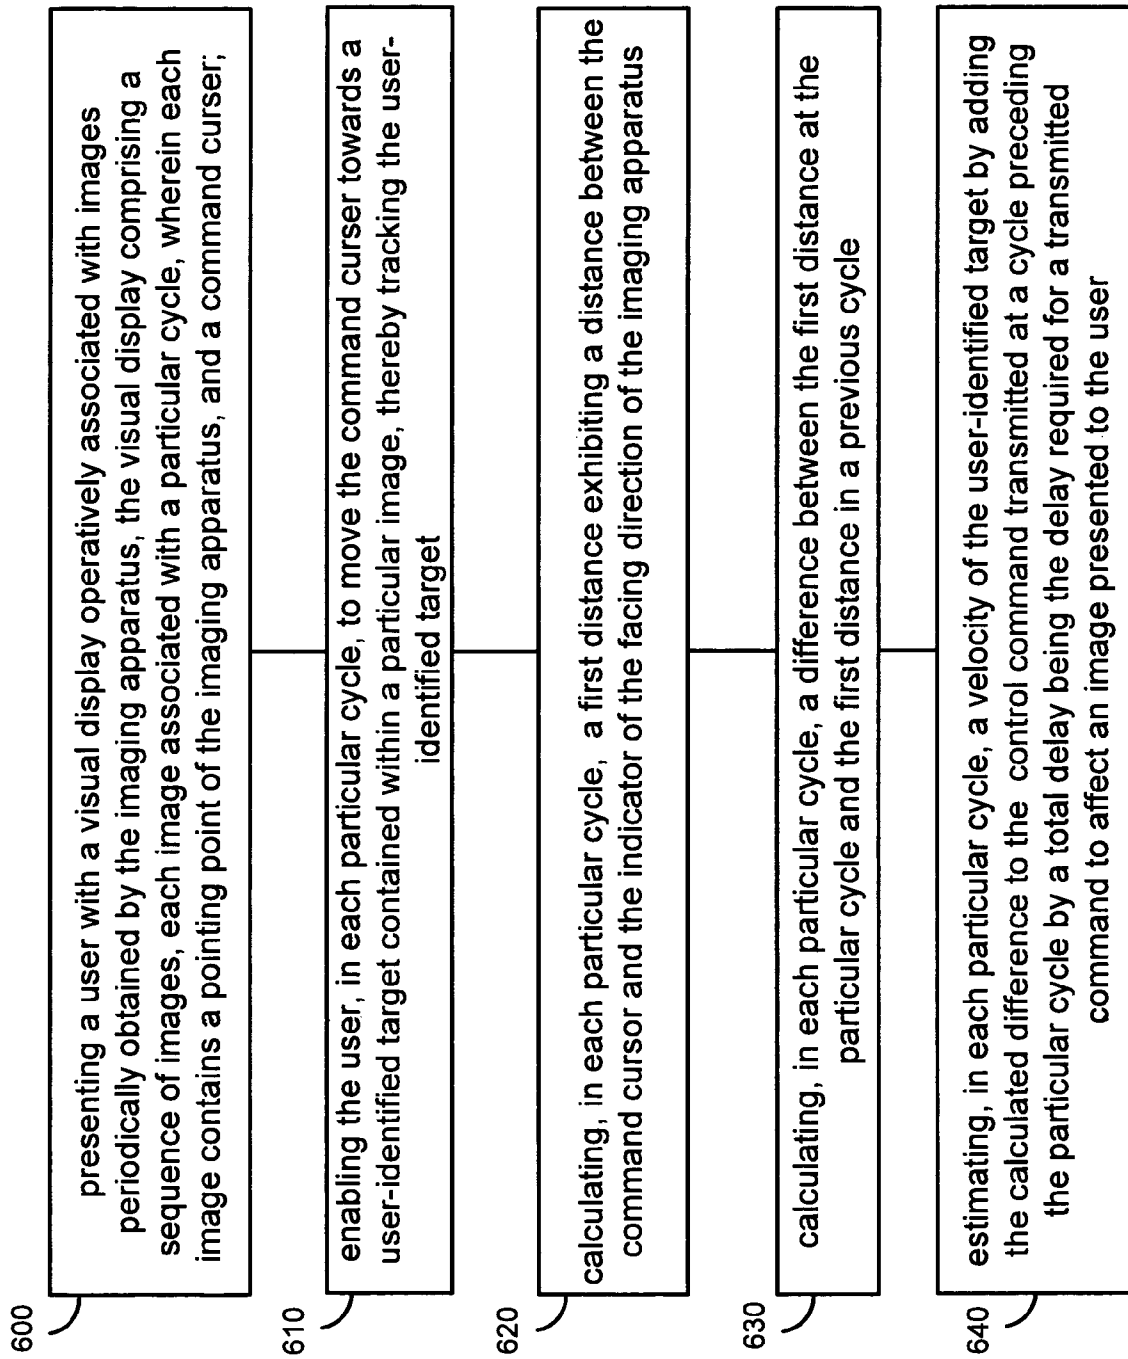 600
presenting a user with a visual display operatively associated with images
periodically obtained by the imaging apparatus, the visual display comprising a
sequence of images, each image associated with a particular cycle, wherein each
image contains a pointing point of the imaging apparatus, and a command curser;
610
enabling the user, in each particular cycle, to move the command curser towards a
user-identified target contained within a particular image, thereby tracking the user-
identified target
620
calculating, in each particular cycle, a first distance exhibiting a distance between the
command cursor and the indicator of the facing direction of the imaging apparatus
630
calculating, in each particular cycle, a difference between the first distance at the
particular cycle and the first distance in a previous cycle
640
estimating, in each particular cycle, a velocity of the user-identified target by adding
the calculated difference to the control command transmitted at a cycle preceding
the particular cycle by a total delay being the delay required for a transmitted
command to affect an image presented to the user